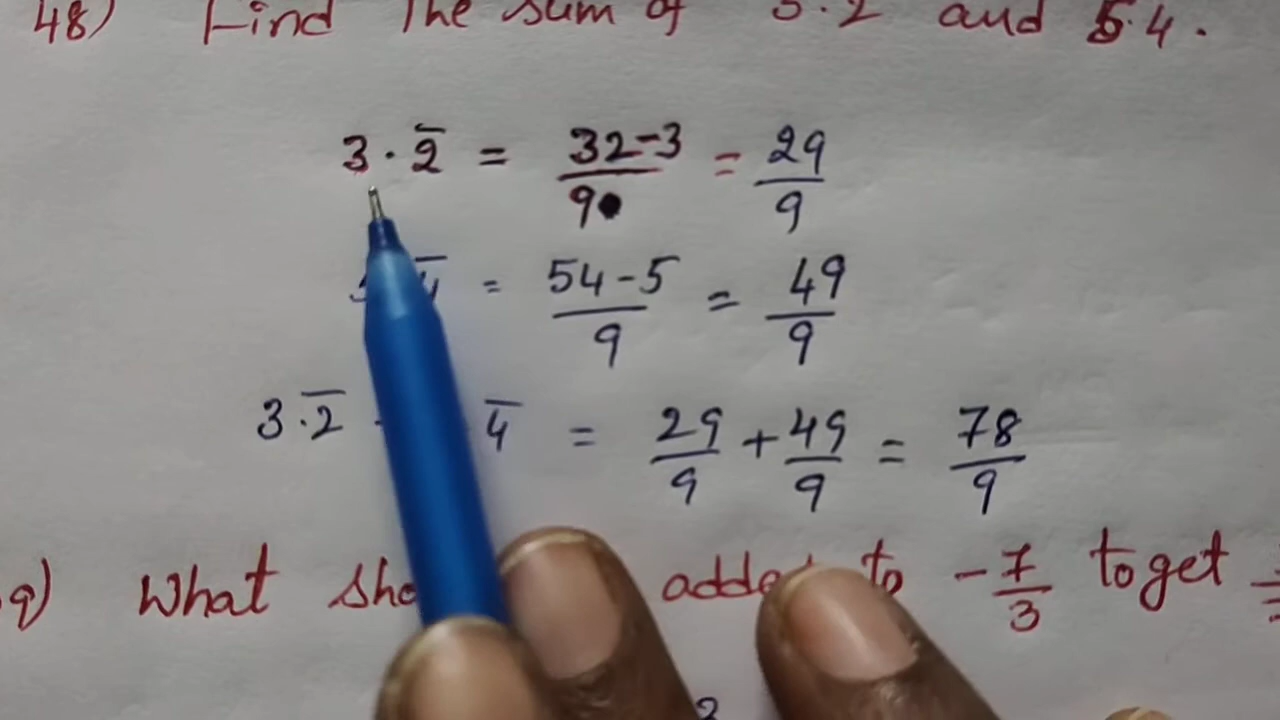 48) Find The sum of 3.2 and 5.4.
3.2̅ = 32-3/9 = 29/9
4̅ = 54-5/9 = 49/9
3.2̅ 4̅ = 29/9 + 49/9 = 78/9
9) What added to -7/3 to get